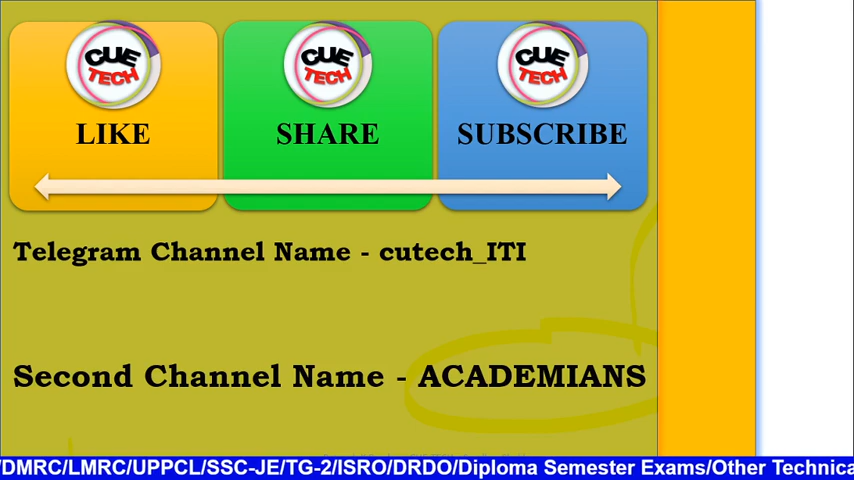 CUE TECH
CUE TECH
CUE TECH
LIKE
SHARE
SUBSCRIBE
Telegram Channel Name - cutech_ITI
Second Channel Name - ACADEMIANS
/DMRC/LMRC/UPPCL/SSC-JE/TG-2/ISRO/DRDO/Diploma Semester Exams/Other Technica